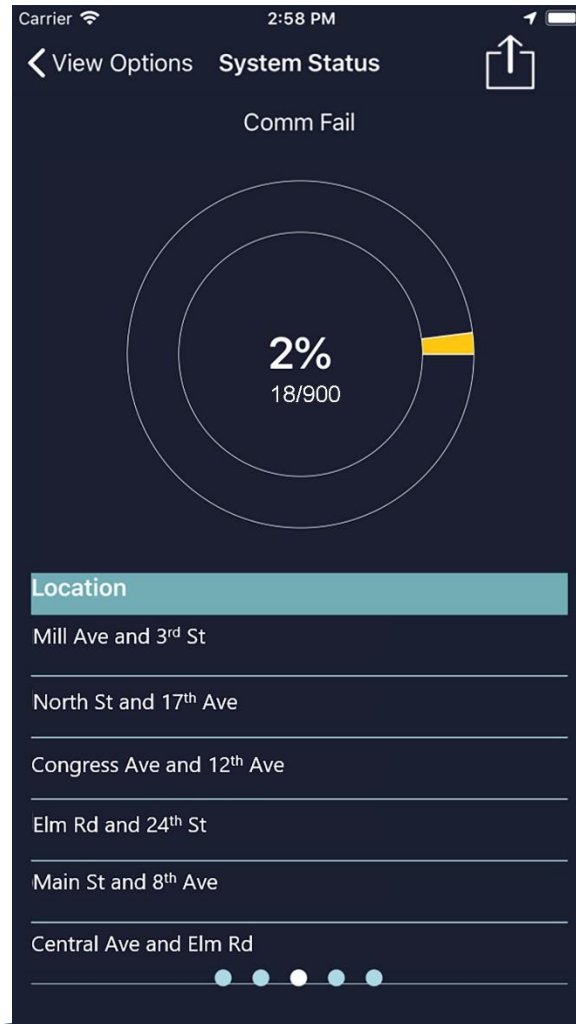 Carrier 2:58 PM
View Options System Status
Comm Fail
2%
18/900
Location
Mill Ave and 3rd St
North St and 17th Ave
Congress Ave and 12th Ave
Elm Rd and 24th St
Main St and 8th Ave
Central Ave and Elm Rd